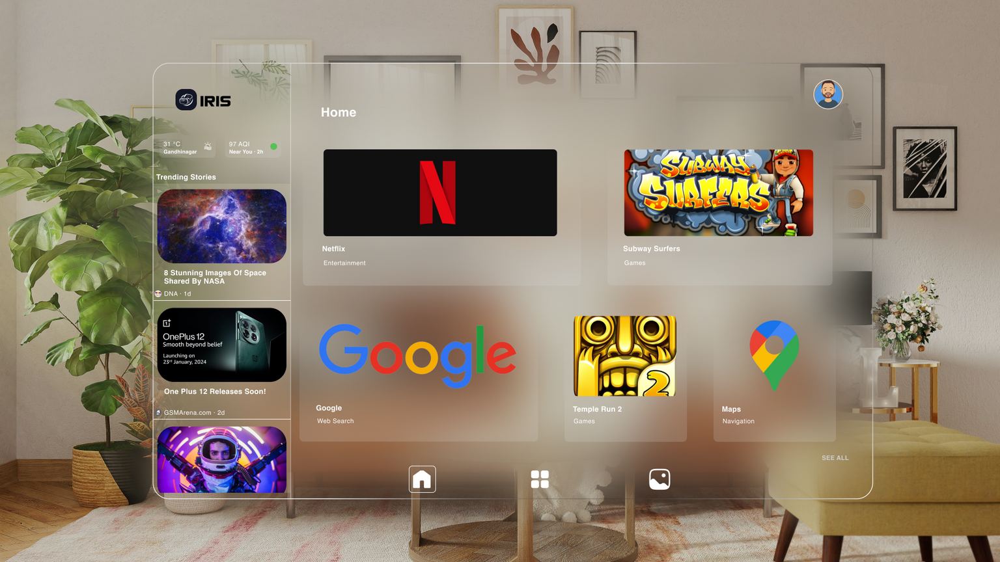 IRIS
31 °C
Gandhinagar
97 AQI
Near You · 2h
Trending Stories
8 Stunning Images Of Space
Shared By NASA
DNA · 1d
OnePlus 12
Smooth beyond belief
Launching on
23rd January, 2024
One Plus 12 Releases Soon!
GSMArena.com · 2d
Home
N
Netflix
Entertainment
SUBWAY
SURFERS
Subway Surfers
Games
Google
Google
Web Search
2
Temple Run 2
Games
Maps
Navigation
SEE ALL